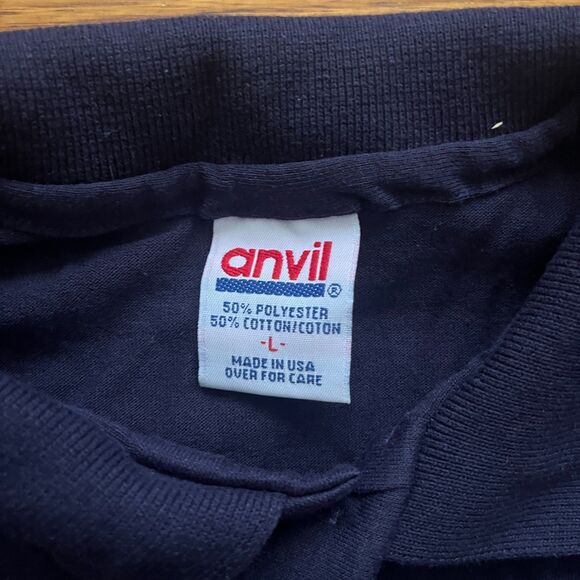 anvil
®
50% POLYESTER
50% COTTON/COTON
-L-
MADE IN USA
OVER FOR CARE